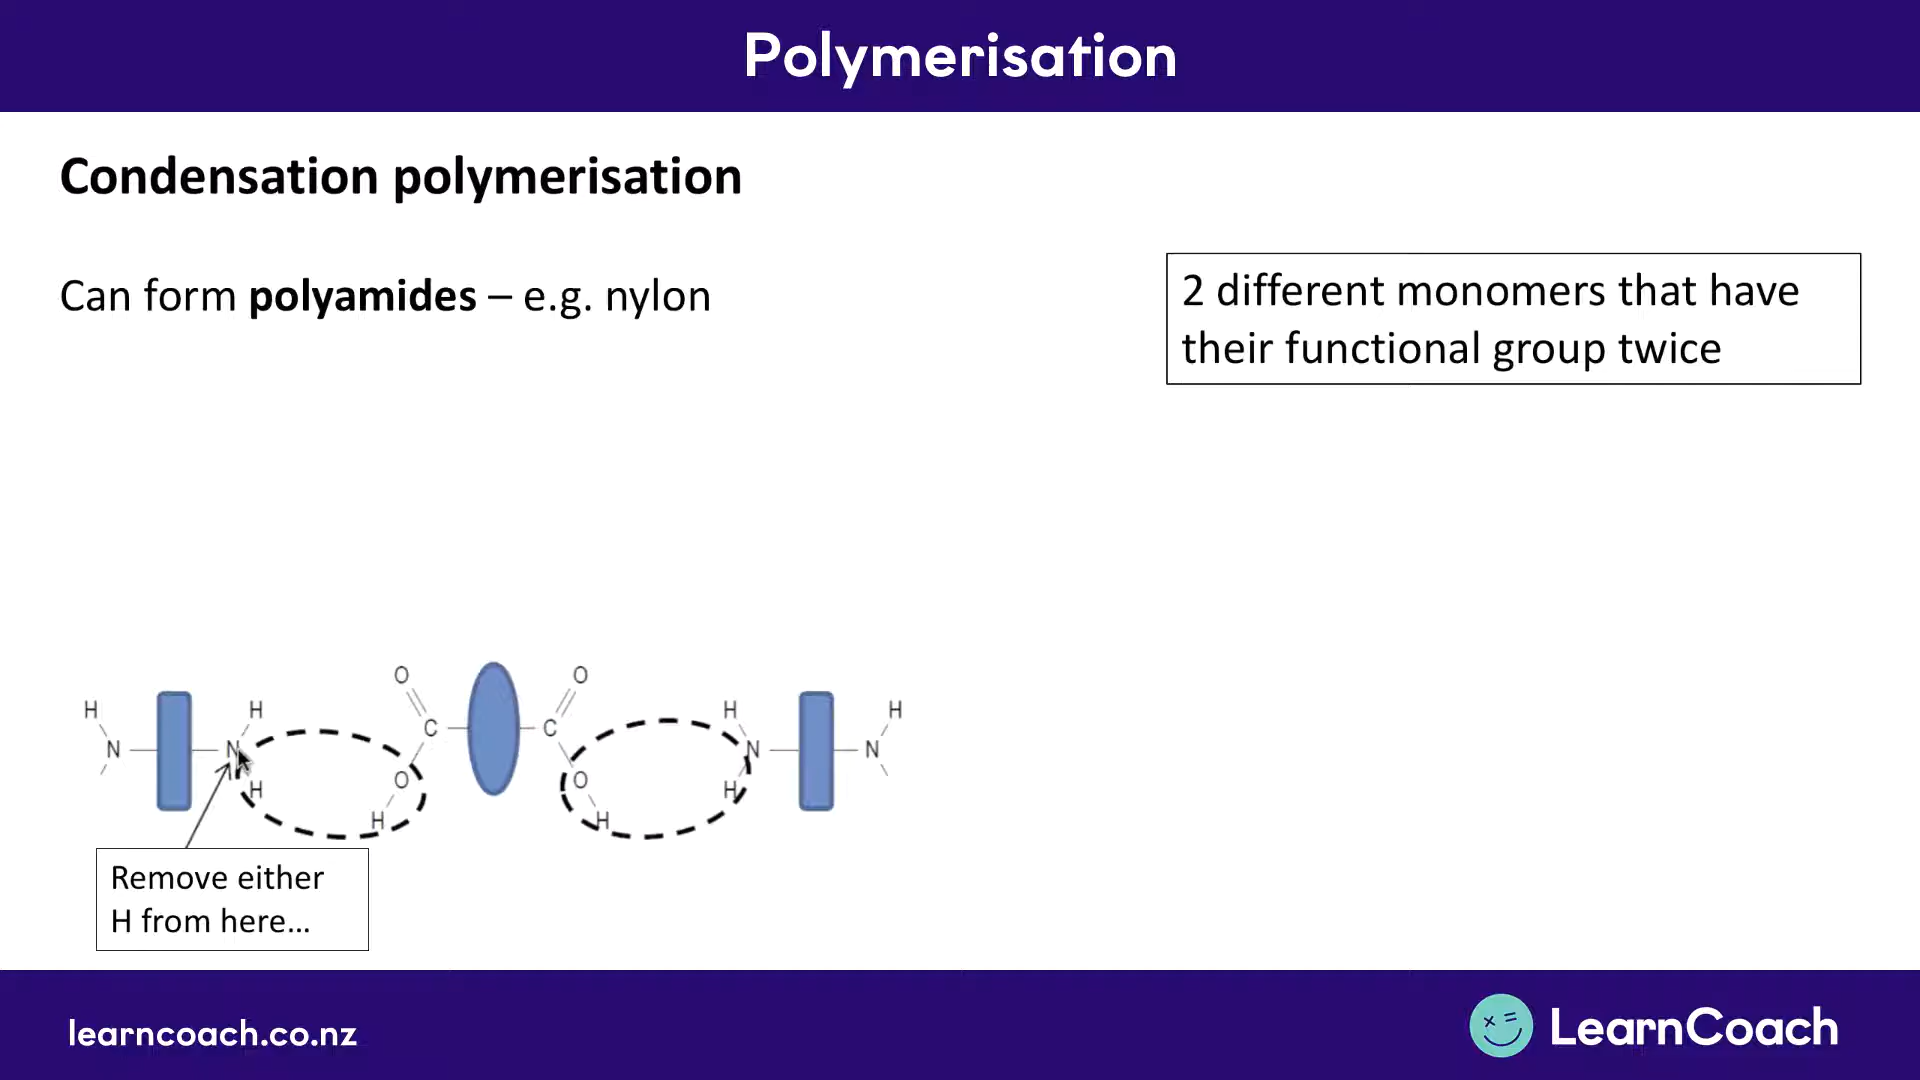 Polymerisation
Condensation polymerisation
Can form polyamides – e.g. nylon
2 different monomers that have
their functional group twice
O O
H H H H
C C
N N N N
O O
H H
H H
Remove either
H from here...
learncoach.co.nz
LearnCoach